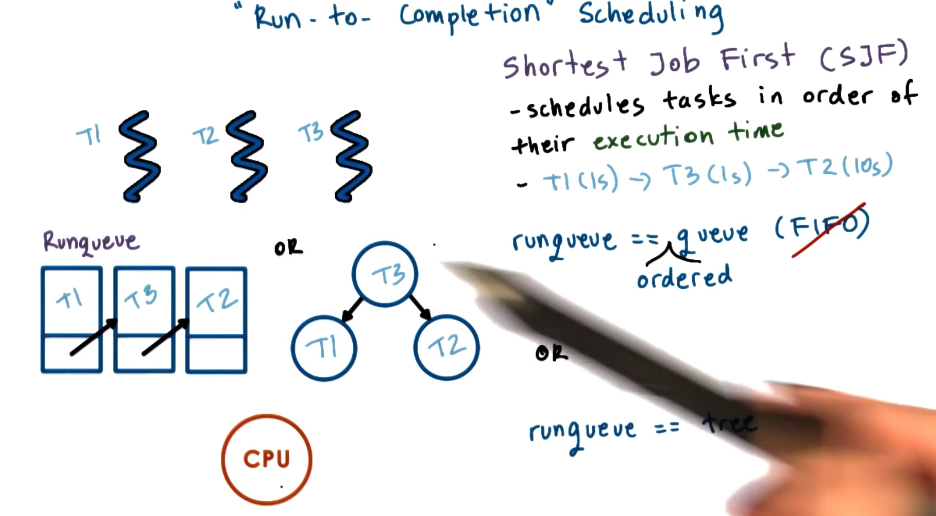 "Run-to- Completion" Scheduling
Shortest Job First (SJF)
- schedules tasks in order of
their execution time
- T1(1s) -> T3(1s) -> T2(10s)
T1 T2 T3
Runqueue
T1 T3 T2
OR
T3
T1 T2
CPU
runqueue == queue (FIFO)
ordered
OR
runqueue == tree